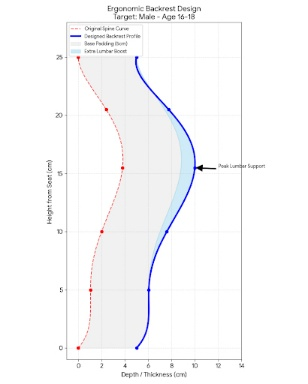 Ergonomic Backrest Design
Target: Male - Age 16-18
Original Spine Curve
Designed Backrest Profile
Base Padding (5cm)
Extra Lumbar Boost
25
20
15
10
5
0
Height from Seat (cm)
Peak Lumbar Support
0 2 4 6 8 10 12 14
Depth / Thickness (cm)